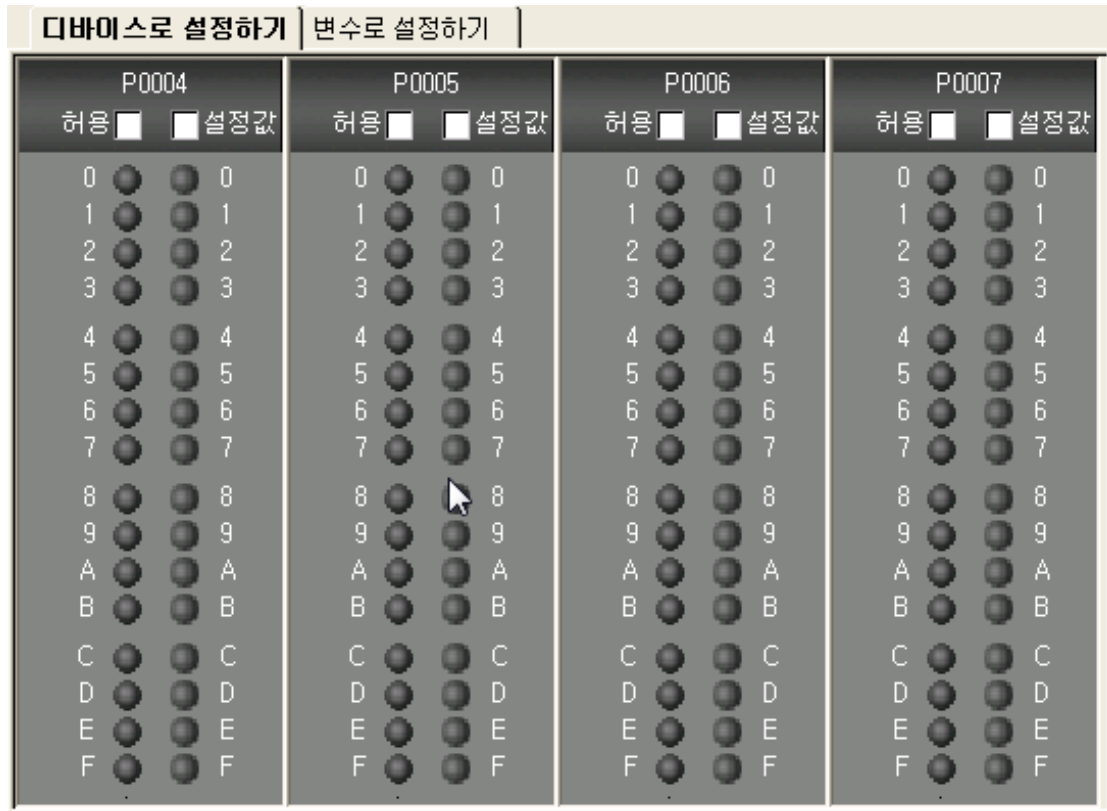 디바이스로 설정하기 변수로 설정하기
P0004 P0005 P0006 P0007
허용 설정값 허용 설정값 허용 설정값 허용 설정값
0 0 0 0 0 0 0 0
1 1 1 1 1 1 1 1
2 2 2 2 2 2 2 2
3 3 3 3 3 3 3 3
4 4 4 4 4 4 4 4
5 5 5 5 5 5 5 5
6 6 6 6 6 6 6 6
7 7 7 7 7 7 7 7
8 8 8 8 8 8 8 8
9 9 9 9 9 9 9 9
A A A A A A A A
B B B B B B B B
C C C C C C C C
D D D D D D D D
E E E E E E E E
F F F F F F F F